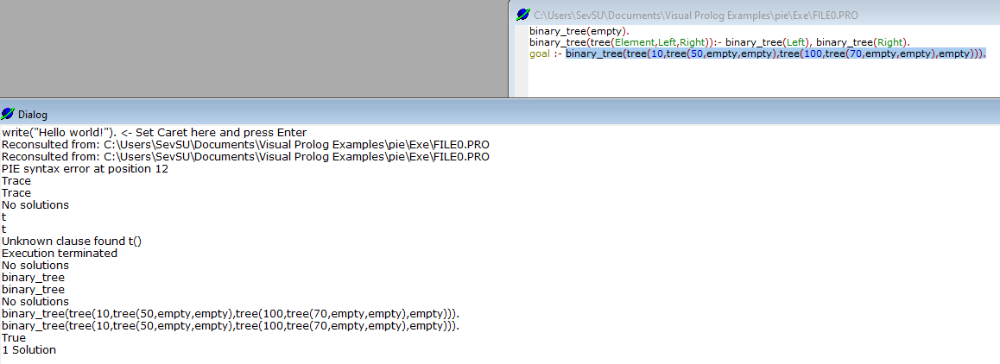 C:\Users\SevSU\Documents\Visual Prolog Examples\pie\Exe\FILE0.PRO
binary_tree(empty).
binary_tree(tree(Element,Left,Right)):- binary_tree(Left), binary_tree(Right).
goal :- binary_tree(tree(10,tree(50,empty,empty),tree(100,tree(70,empty,empty),empty))).
Dialog
write("Hello world!"). <- Set Caret here and press Enter
Reconsulted from: C:\Users\SevSU\Documents\Visual Prolog Examples\pie\Exe\FILE0.PRO
Reconsulted from: C:\Users\SevSU\Documents\Visual Prolog Examples\pie\Exe\FILE0.PRO
PIE syntax error at position 12
Trace
Trace
No solutions
t
t
Unknown clause found t()
Execution terminated
No solutions
binary_tree
binary_tree
No solutions
binary_tree(tree(10,tree(50,empty,empty),tree(100,tree(70,empty,empty),empty))).
binary_tree(tree(10,tree(50,empty,empty),tree(100,tree(70,empty,empty),empty))).
True
1 Solution